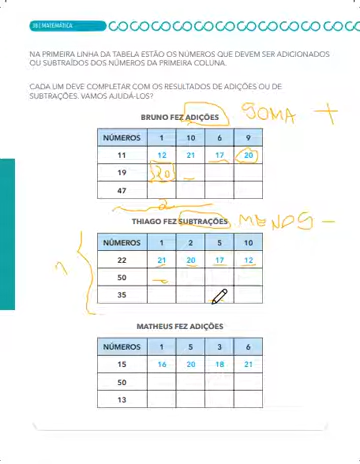 38 | MATEMÁTICA
NA PRIMEIRA LINHA DA TABELA ESTÃO OS NÚMEROS QUE DEVEM SER ADICIONADOS
OU SUBTRAÍDOS DOS NÚMEROS DA PRIMEIRA COLUNA.
CADA UM DEVE COMPLETAR COM OS RESULTADOS DE ADIÇÕES OU DE
SUBTRAÇÕES. VAMOS AJUDÁ-LOS?
BRUNO FEZ ADIÇÕES SOMA +
NÚMEROS 1 10 6 9
11 12 21 17 20
19 20
47
THIAGO FEZ SUBTRAÇÕES MENOS -
NÚMEROS 1 2 5 10
22 21 20 17 12
50
35
MATHEUS FEZ ADIÇÕES
NÚMEROS 1 5 3 6
15 16 20 18 21
50
13